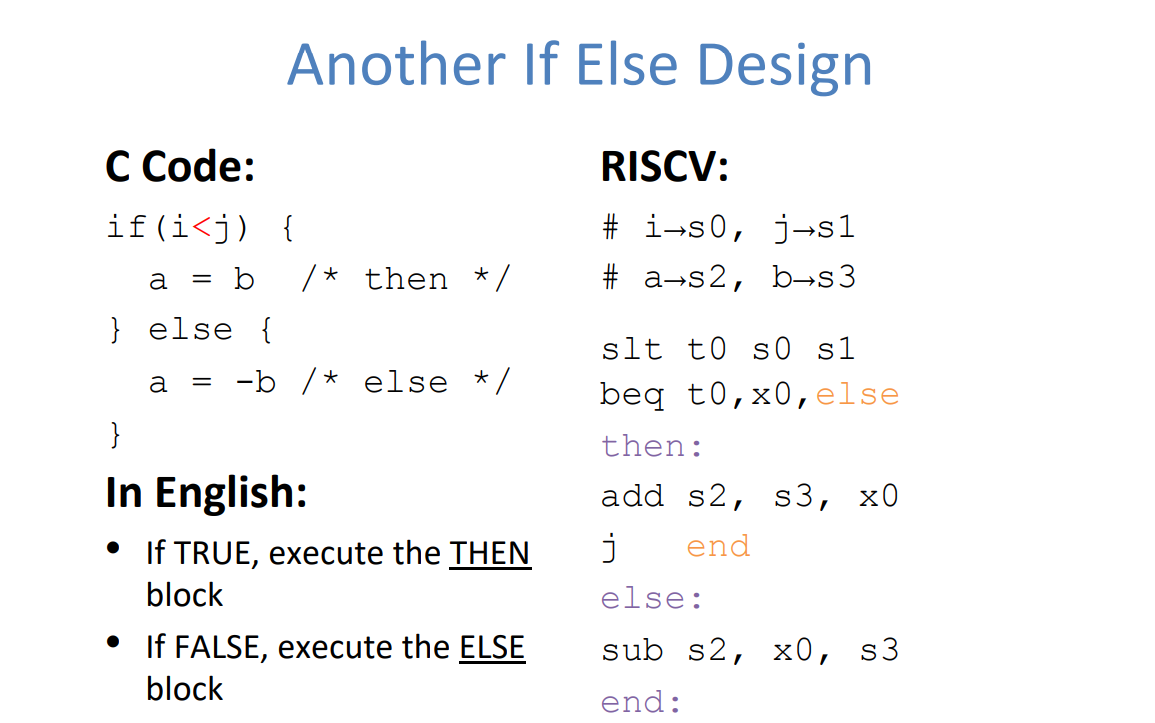 Another If Else Design
C Code:
if(i<j) {
  a = b  /* then */
} else {
  a = -b /* else */
}
In English:
• If TRUE, execute the THEN
block
• If FALSE, execute the ELSE
block
RISCV:
# i→s0, j→s1
# a→s2, b→s3
slt t0 s0 s1
beq t0,x0,else
then:
add s2, s3, x0
j   end
else:
sub s2, x0, s3
end: